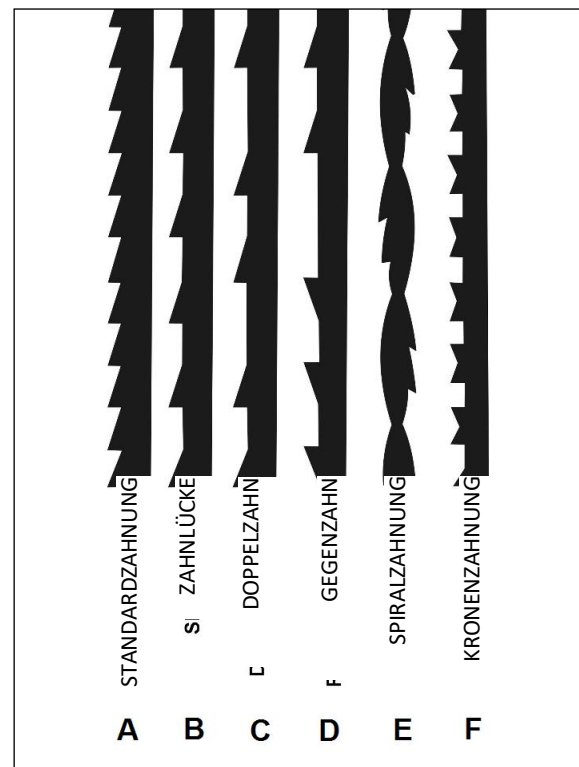 STANDARDZAHNUNG
ZAHNLÜCKE
DOPPELZAHN
GEGENZAHN
SPIRALZAHNUNG
KRONENZAHNUNG
A B C D E F